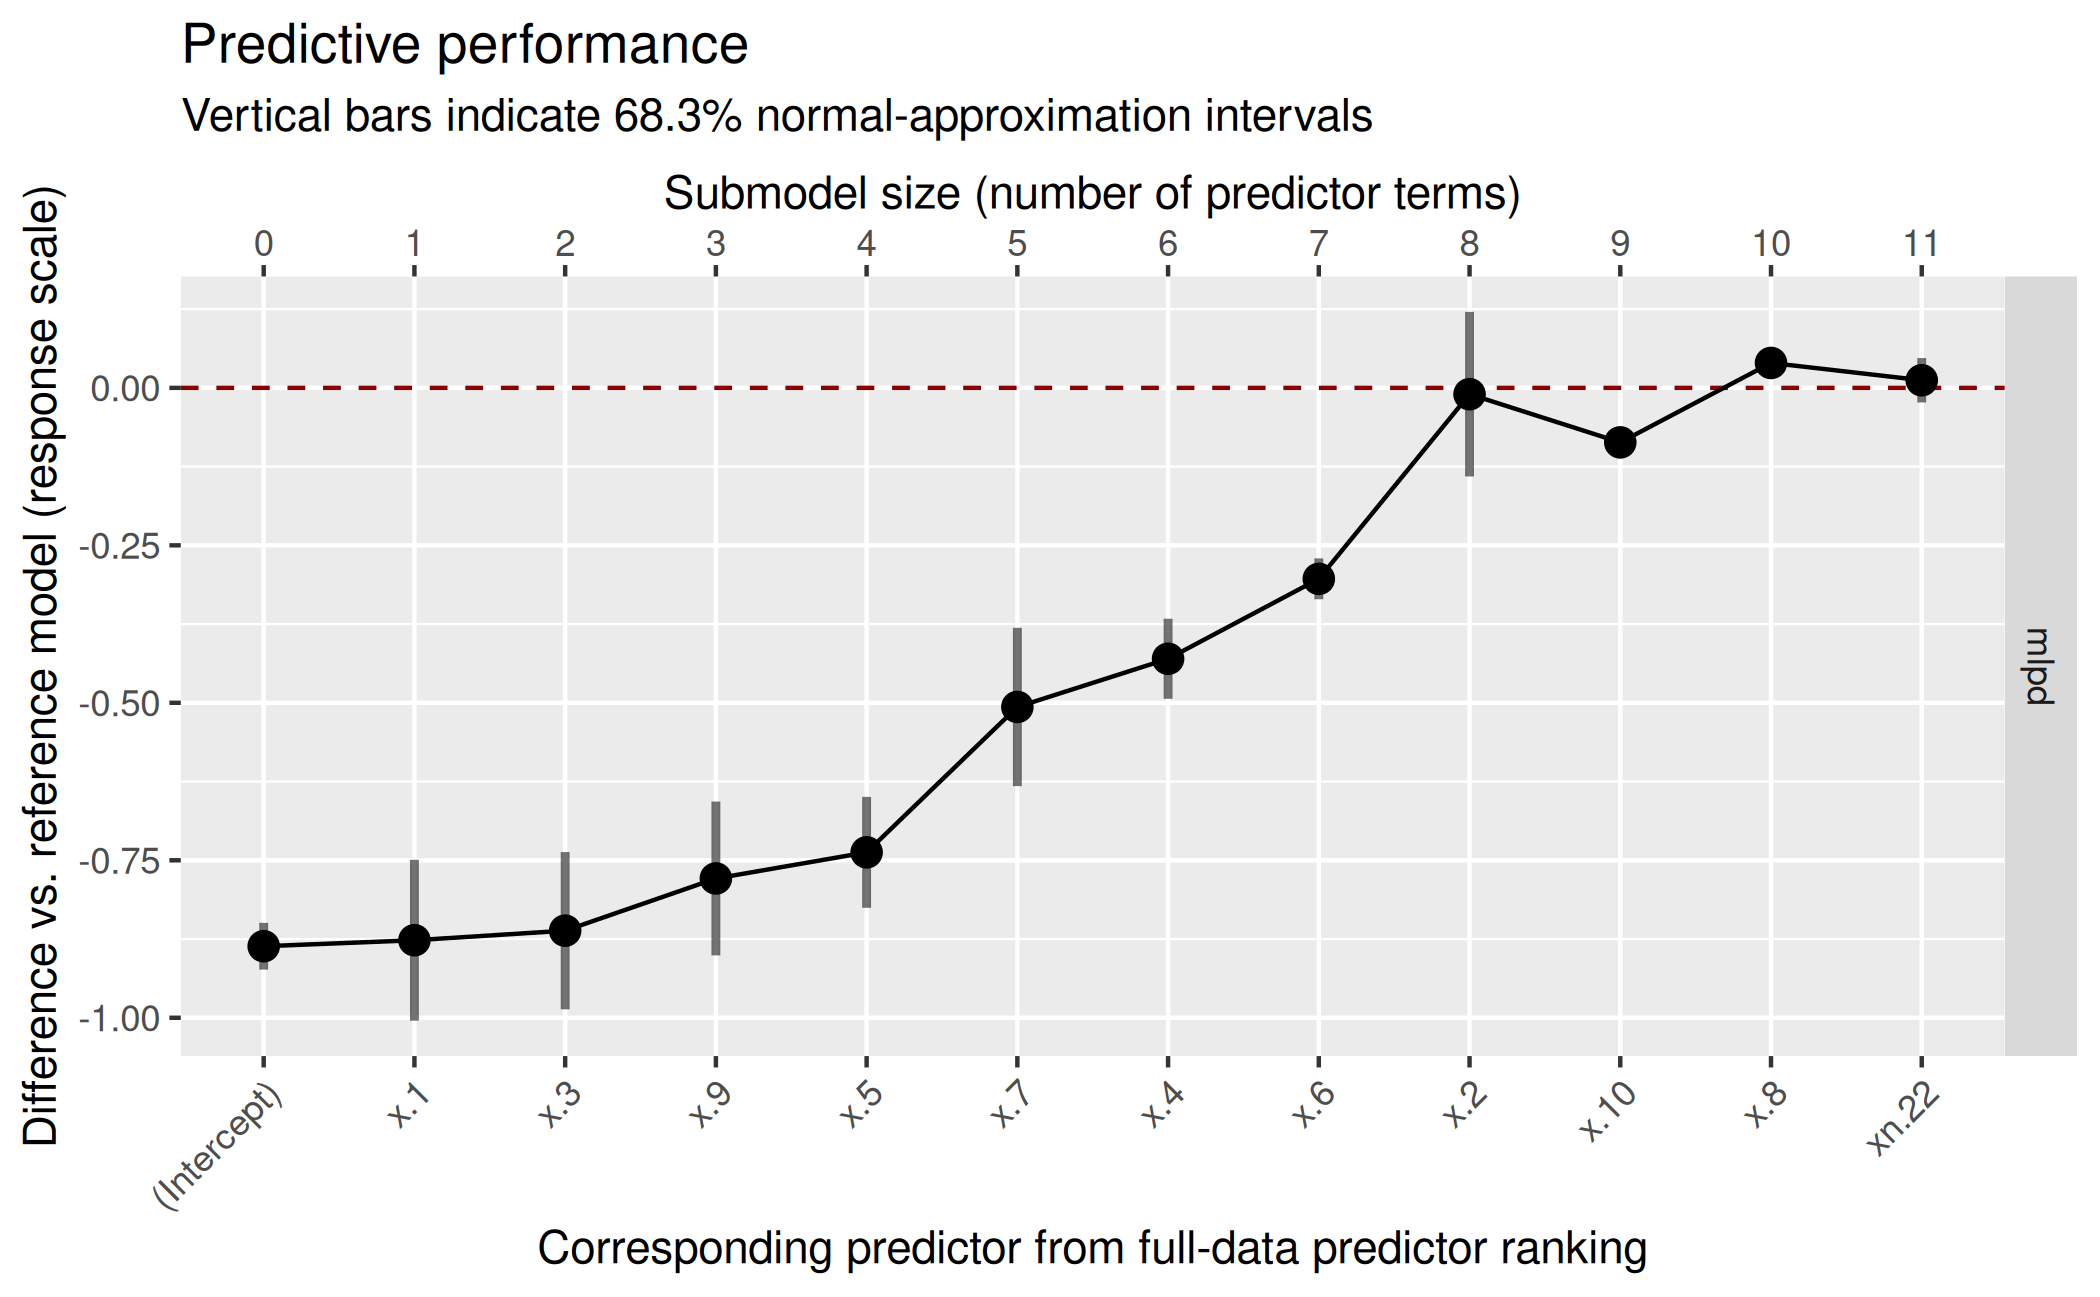 Predictive performance
Vertical bars indicate 68.3% normal-approximation intervals
Submodel size (number of predictor terms)
0 1 2 3 4 5 6 7 8 9 10 11
Difference vs. reference model (response scale)
0.00
-0.25
-0.50
-0.75
-1.00
mlpd
(Intercept) x.1 x.3 x.9 x.5 x.7 x.4 x.6 x.2 x.10 x.8 xn.22
Corresponding predictor from full-data predictor ranking